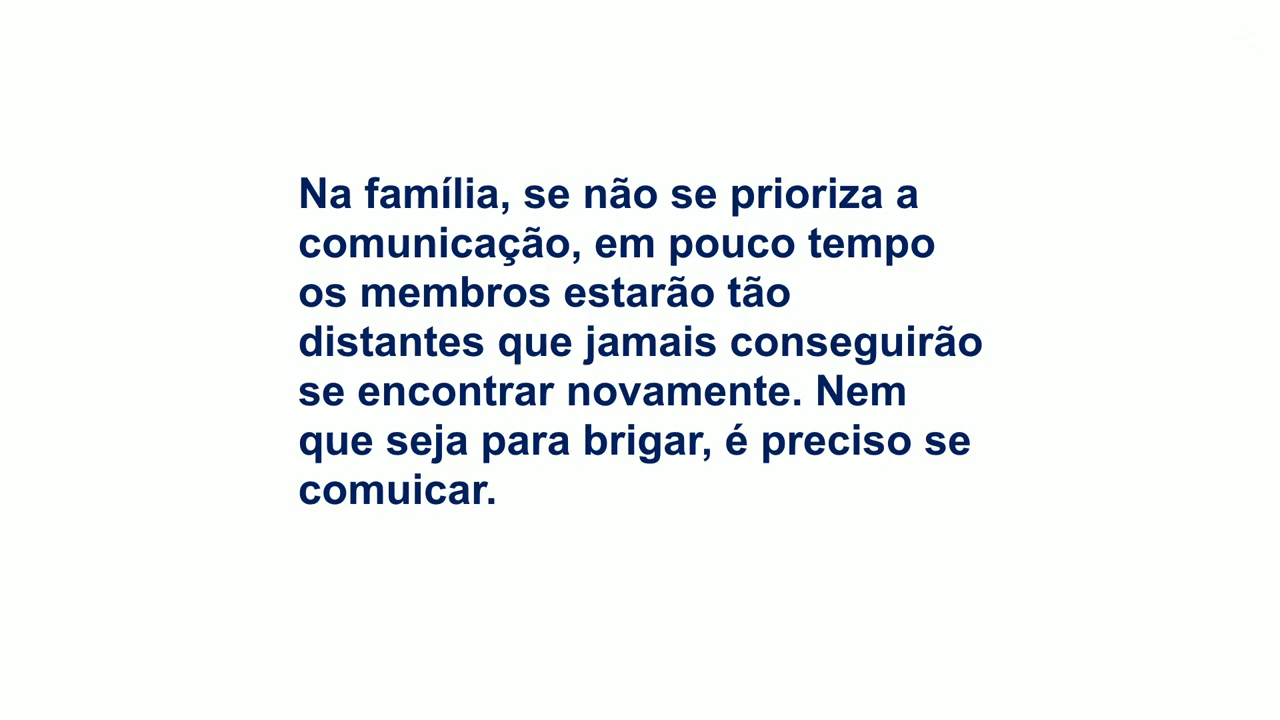 Na família, se não se prioriza a
comunicação, em pouco tempo
os membros estarão tão
distantes que jamais conseguirão
se encontrar novamente. Nem
que seja para brigar, é preciso se
comuicar.